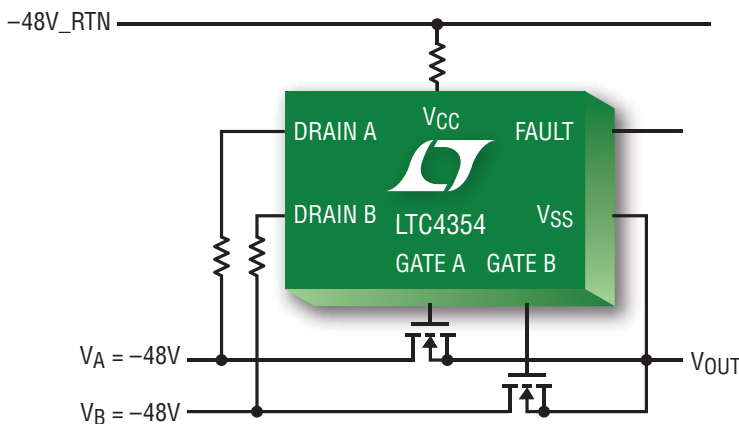 –48V_RTN
VCC
DRAIN A
FAULT
DRAIN B
LTC4354
VSS
GATE A GATE B
VA = –48V
VOUT
VB = –48V